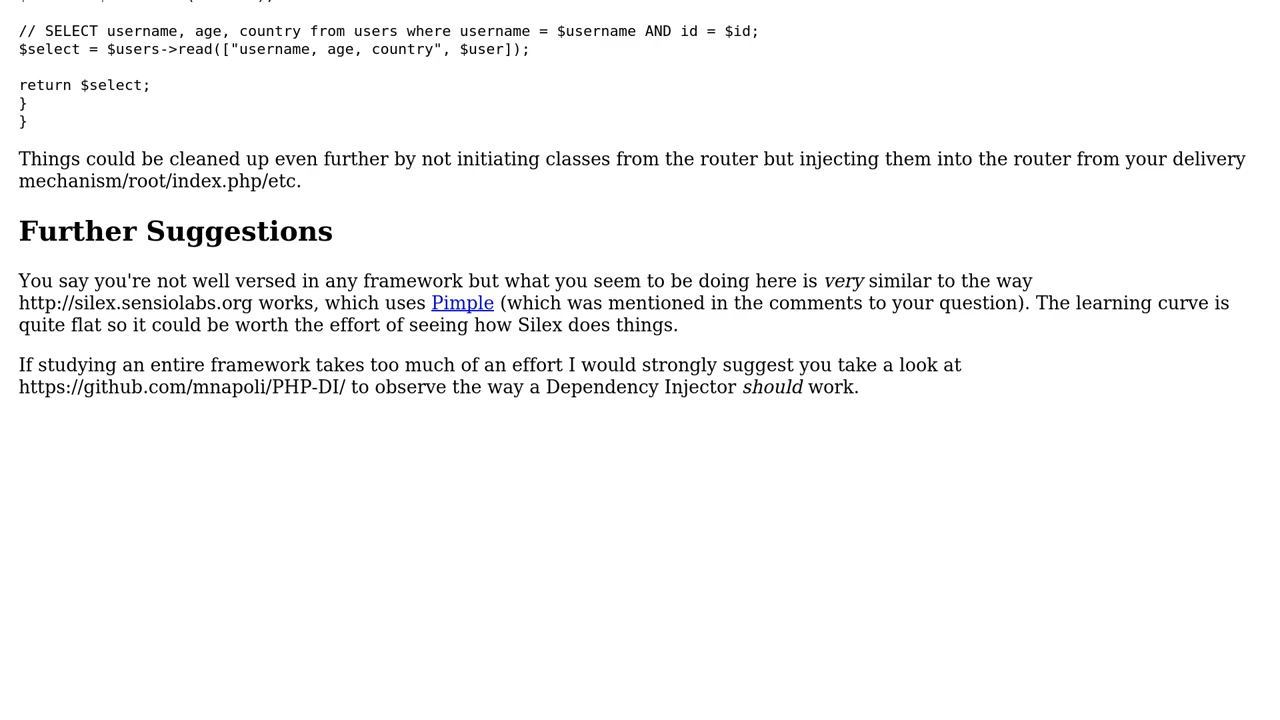 // SELECT username, age, country from users where username = $username AND id = $id;
$select = $users->read(["username, age, country", $user]);
return $select;
}
}
Things could be cleaned up even further by not initiating classes from the router but injecting them into the router from your delivery
mechanism/root/index.php/etc.
Further Suggestions
You say you're not well versed in any framework but what you seem to be doing here is very similar to the way
http://silex.sensiolabs.org works, which uses Pimple (which was mentioned in the comments to your question). The learning curve is
quite flat so it could be worth the effort of seeing how Silex does things.
If studying an entire framework takes too much of an effort I would strongly suggest you take a look at
https://github.com/mnapoli/PHP-DI/ to observe the way a Dependency Injector should work.